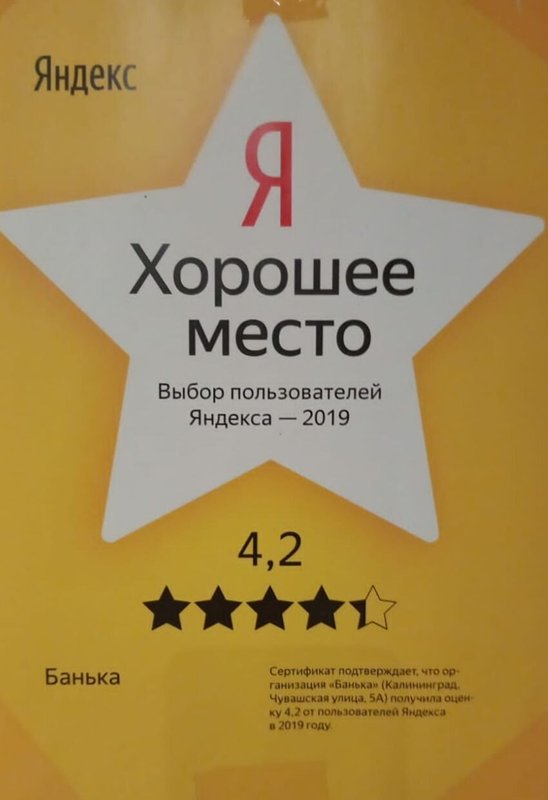 Яндекс
Я
Хорошее
место
Выбор пользователей
Яндекса — 2019
4,2
Банька
Сертификат подтверждает, что ор-
ганизация «Банька» (Калининград,
Чувашская улица, 5А) получила оцен-
ку 4,2 от пользователей Яндекса
в 2019 году.